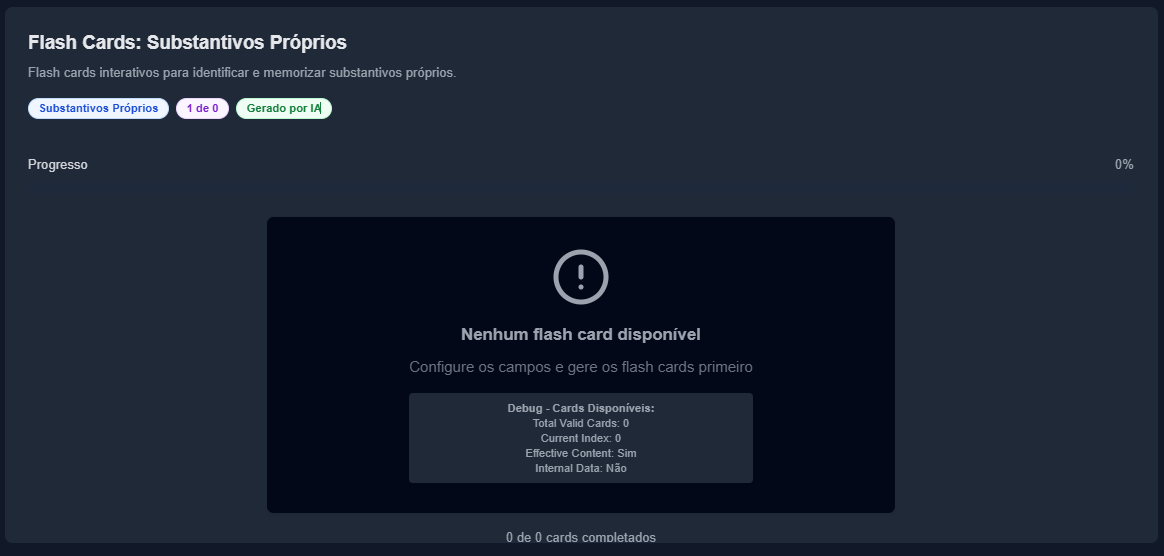 Flash Cards: Substantivos Próprios
Flash cards interativos para identificar e memorizar substantivos próprios.
Substantivos Próprios 1 de 0 Gerado por IA
Progresso 0%
Nenhum flash card disponível
Configure os campos e gere os flash cards primeiro
Debug - Cards Disponíveis:
Total Valid Cards: 0
Current Index: 0
Effective Content: Sim
Internal Data: Não
0 de 0 cards completados